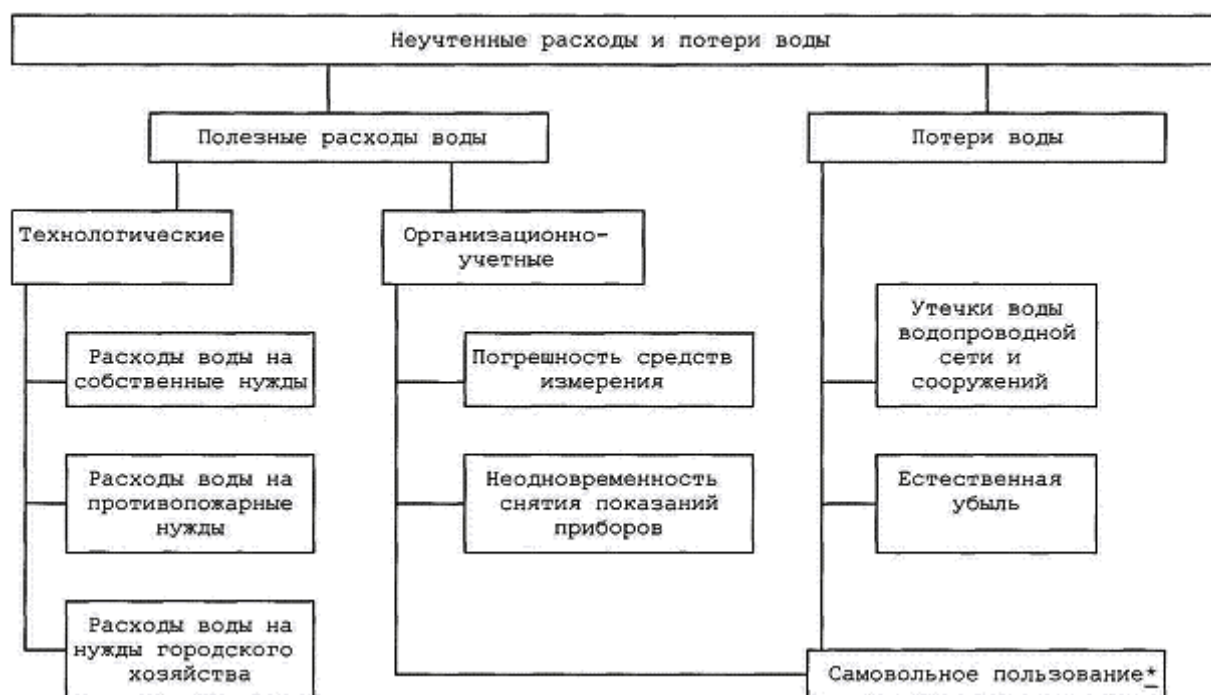 Неучтенные расходы и потери воды
Полезные расходы воды
Потери воды
Технологические
Организационно-
учетные
Расходы воды на
собственные нужды
Погрешность средств
измерения
Утечки воды
водопроводной
сети и
сооружений
Расходы воды на
противопожарные
нужды
Неодновременность
снятия показаний
приборов
Естественная
убыль
Расходы воды на
нужды городского
хозяйства
Самовольное пользование*